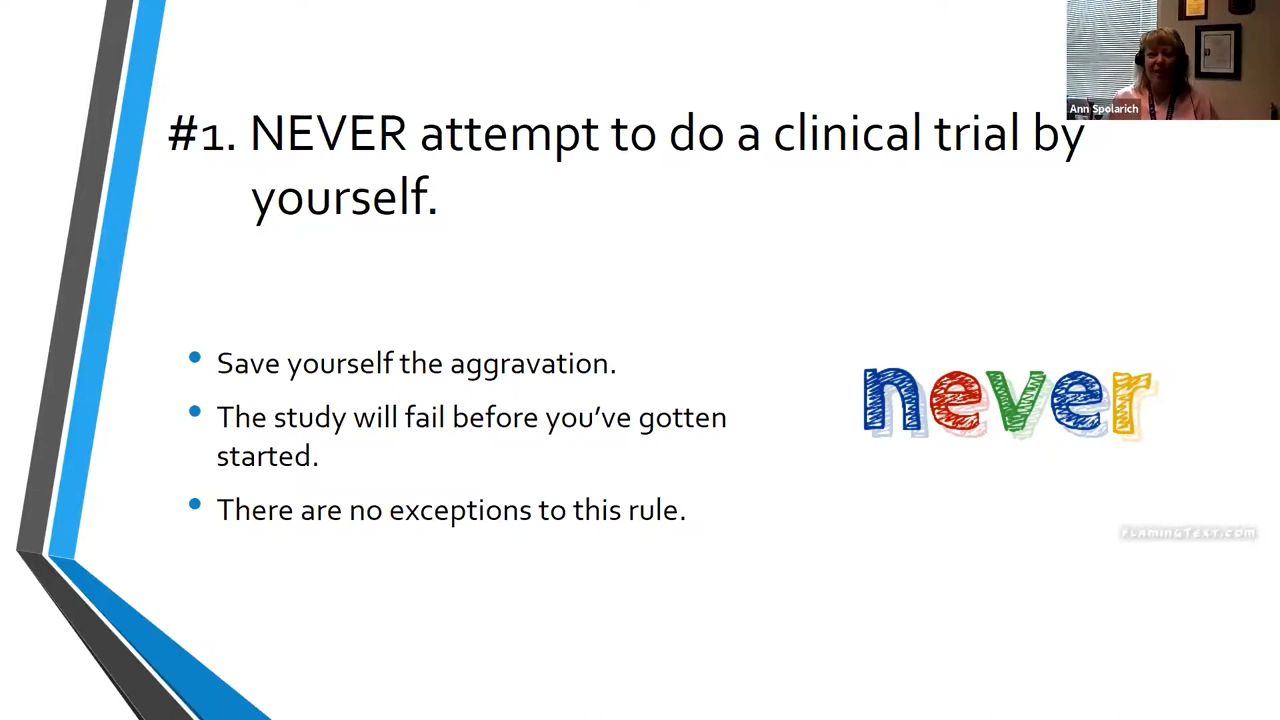 Ann Spolarich
#1. NEVER attempt to do a clinical trial by
yourself.
• Save yourself the aggravation.
• The study will fail before you’ve gotten
started.
• There are no exceptions to this rule.
never
FLAMINGTEXT.COM